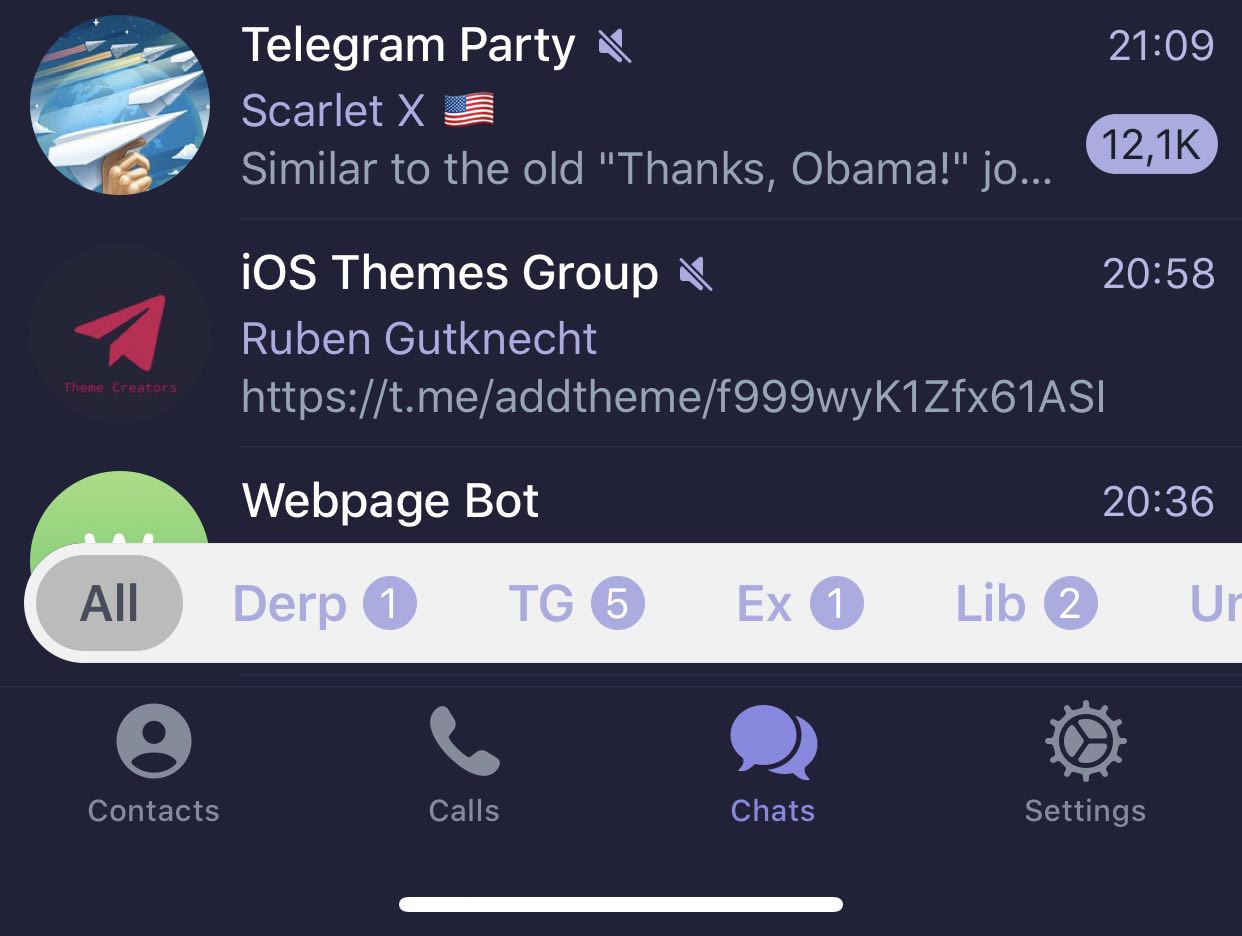 Telegram Party 21:09
Scarlet X 🇺🇸
Similar to the old "Thanks, Obama!" jo... 12,1K
iOS Themes Group 20:58
Ruben Gutknecht
https://t.me/addtheme/f999wyK1Zfx61ASI
Theme Creators
Webpage Bot 20:36
All Derp 1 TG 5 Ex 1 Lib 2
Contacts Calls Chats Settings